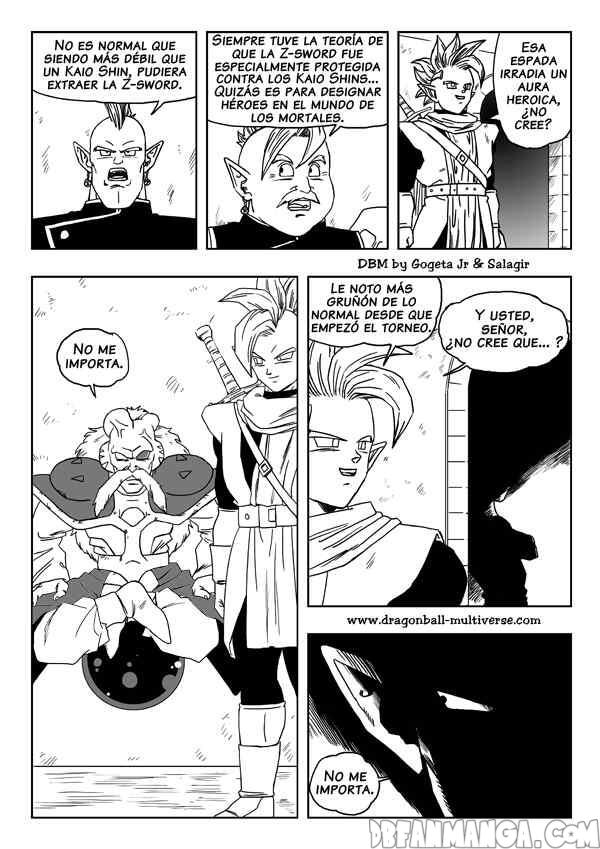 No es normal que
siendo más débil que
un Kaio Shin, pudiera
extraer la Z-sword.
Siempre tuve la teoría de
que la Z-sword fue
especialmente protegida
contra los Kaio Shins...
Quizás es para designar
héroes en el mundo de
los mortales.
Esa
espada
irradia un
aura
heroica,
¿no
cree?
DBM by Gogeta Jr & Salagir
No me
importa.
Le noto más
gruñón de lo
normal desde que
empezó el torneo.
Y usted,
señor,
¿no cree que... ?
www.dragonball-multiverse.com
No me
importa.
DBFANMANGA.COM